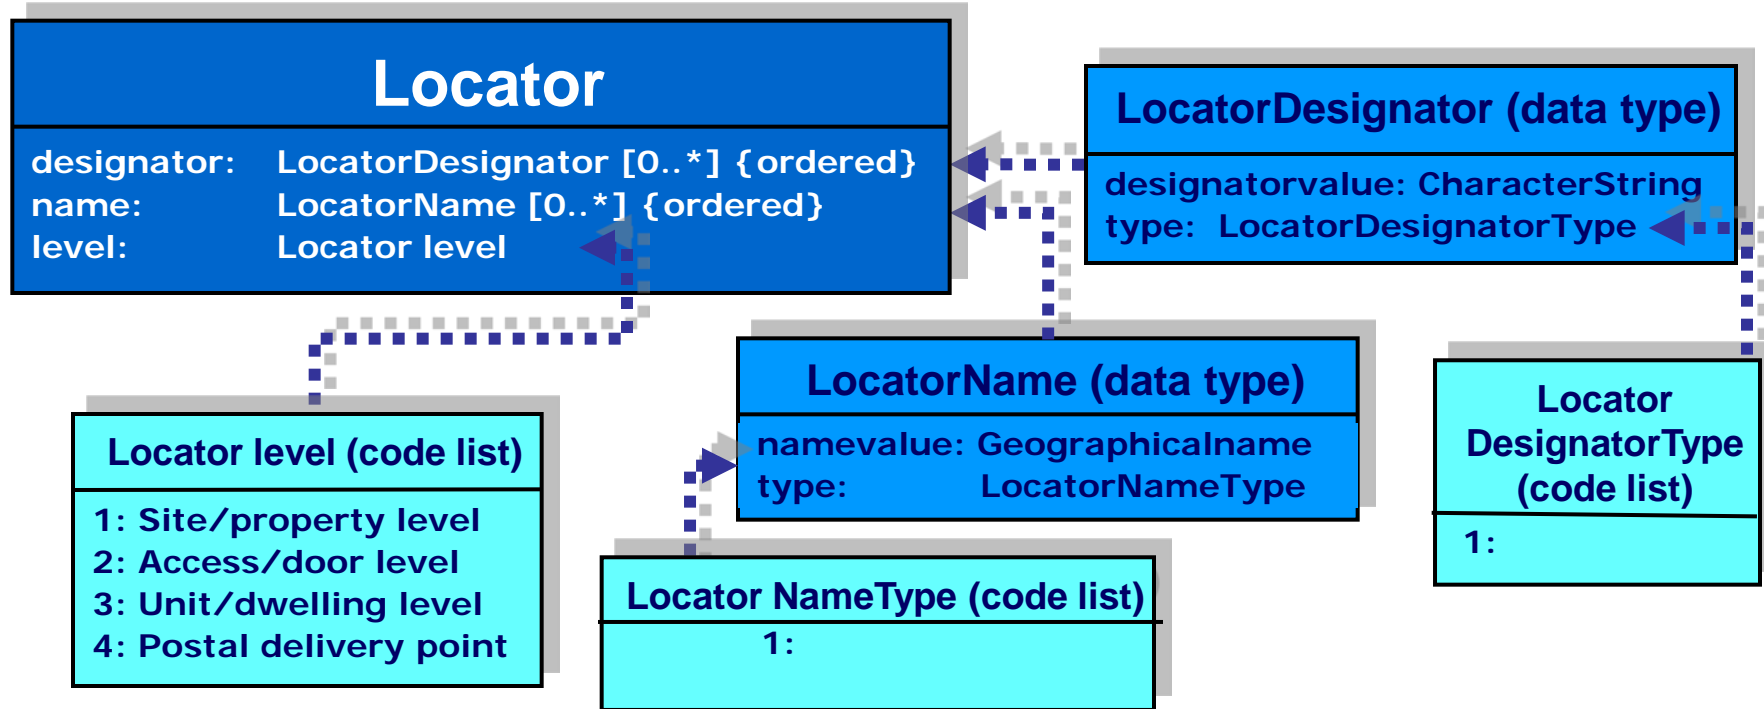 Locator
designator: LocatorDesignator [0..*] {ordered}
name: LocatorName [0..*] {ordered}
level: Locator level
LocatorDesignator (data type)
designatorvalue: CharacterString
type: LocatorDesignatorType
LocatorName (data type)
namevalue: Geographicalname
type: LocatorNameType
Locator
DesignatorType
(code list)
1:
Locator level (code list)
1: Site/property level
2: Access/door level
3: Unit/dwelling level
4: Postal delivery point
Locator NameType (code list)
1: